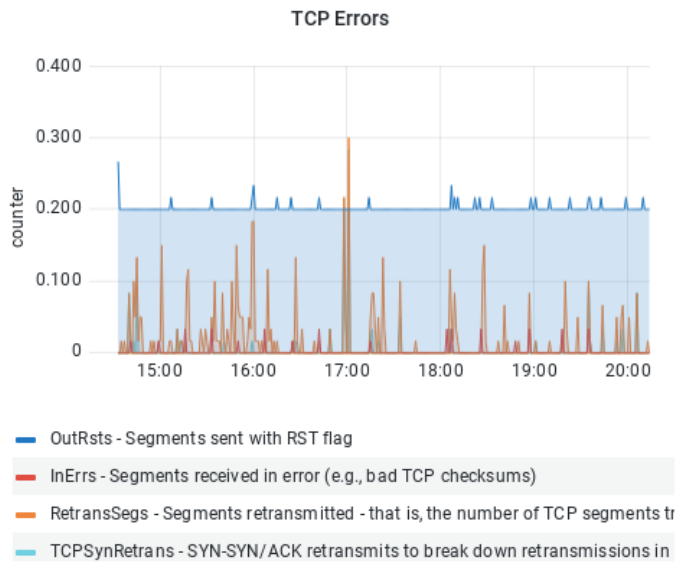 TCP Errors
0.400
0.300
0.200
0.100
0
counter
15:00 16:00 17:00 18:00 19:00 20:00
OutRsts - Segments sent with RST flag
InErrs - Segments received in error (e.g., bad TCP checksums)
RetransSegs - Segments retransmitted - that is, the number of TCP segments tr
TCPSynRetrans - SYN-SYN/ACK retransmits to break down retransmissions in